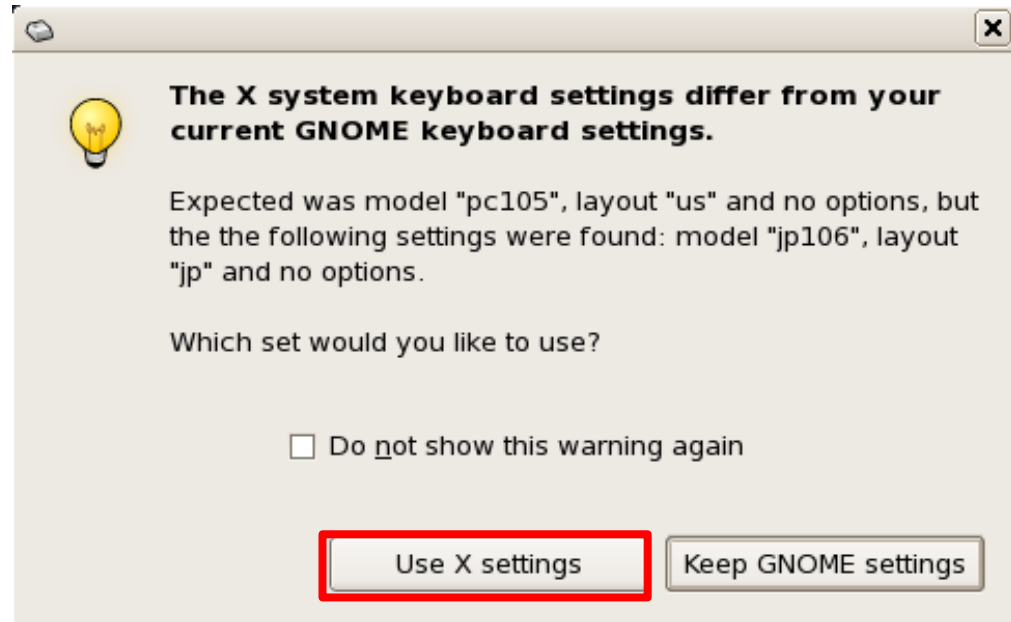 The X system keyboard settings differ from your
current GNOME keyboard settings.
Expected was model "pc105", layout "us" and no options, but
the the following settings were found: model "jp106", layout
"jp" and no options.
Which set would you like to use?
Do not show this warning again
Use X settings
Keep GNOME settings